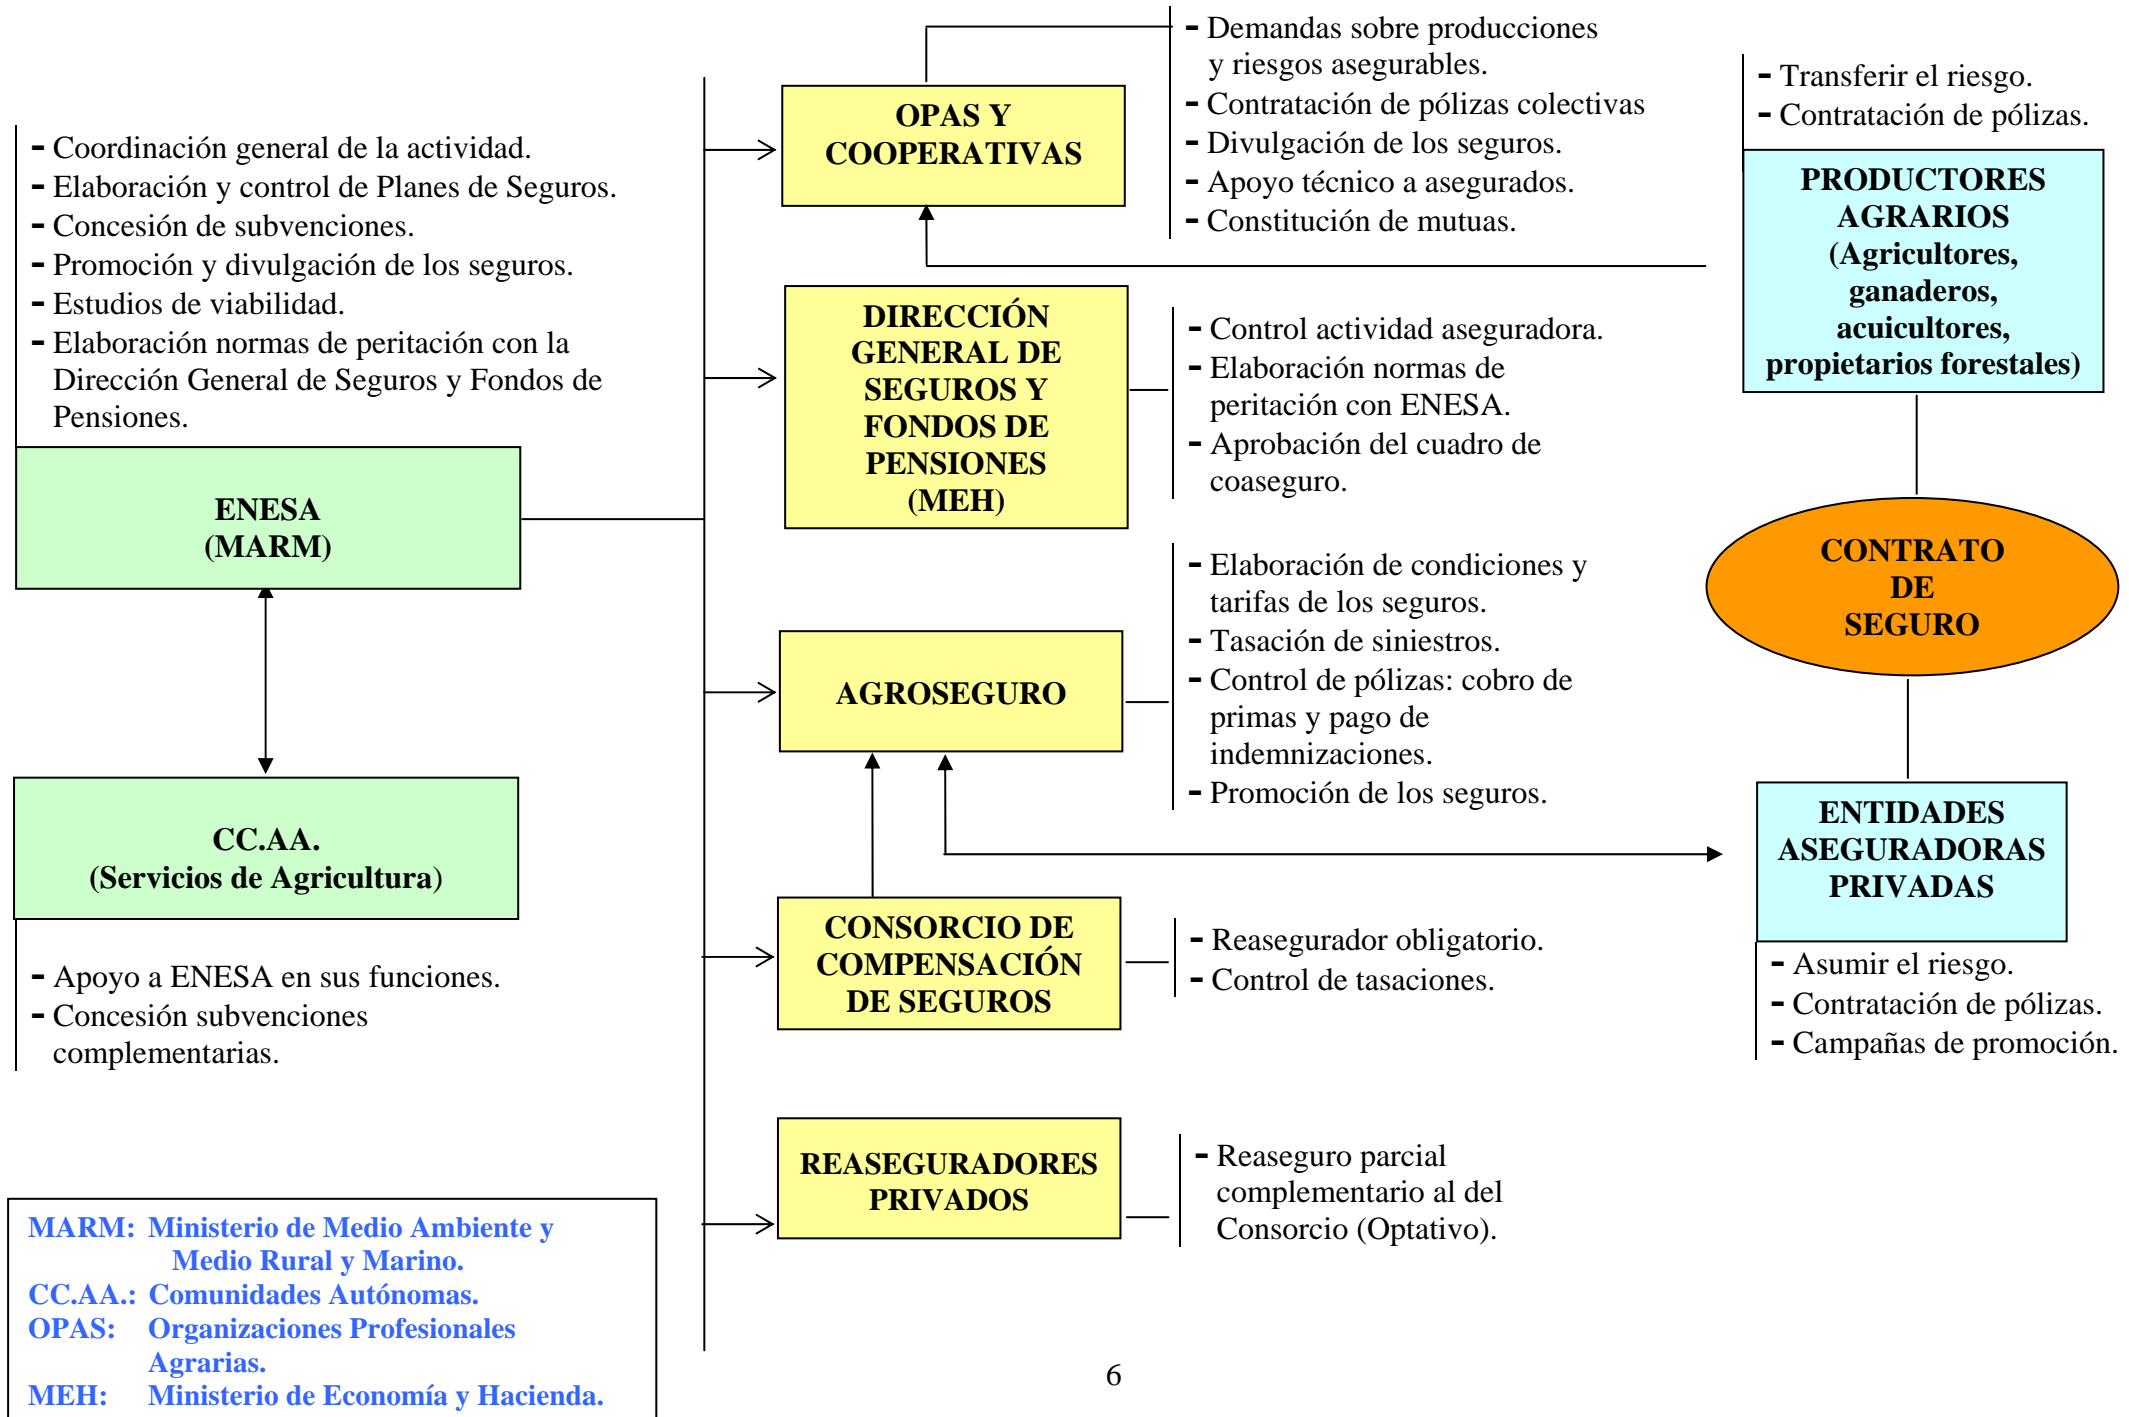 - Coordinación general de la actividad.
- Elaboración y control de Planes de Seguros.
- Concesión de subvenciones.
- Promoción y divulgación de los seguros.
- Estudios de viabilidad.
- Elaboración normas de peritación con la
Dirección General de Seguros y Fondos de
Pensiones.
ENESA
(MARM)
CC.AA.
(Servicios de Agricultura)
- Apoyo a ENESA en sus funciones.
- Concesión subvenciones
complementarias.
OPAS Y
COOPERATIVAS
- Demandas sobre producciones
y riesgos asegurables.
- Contratación de pólizas colectivas
- Divulgación de los seguros.
- Apoyo técnico a asegurados.
- Constitución de mutuas.
DIRECCIÓN
GENERAL DE
SEGUROS Y
FONDOS DE
PENSIONES
(MEH)
- Control actividad aseguradora.
- Elaboración normas de
peritación con ENESA.
- Aprobación del cuadro de
coaseguro.
AGROSEGURO
- Elaboración de condiciones y
tarifas de los seguros.
- Tasación de siniestros.
- Control de pólizas: cobro de
primas y pago de
indemnizaciones.
- Promoción de los seguros.
CONSORCIO DE
COMPENSACIÓN
DE SEGUROS
- Reasegurador obligatorio.
- Control de tasaciones.
REASEGURADORES
PRIVADOS
- Reaseguro parcial
complementario al del
Consorcio (Optativo).
- Transferir el riesgo.
- Contratación de pólizas.
PRODUCTORES
AGRARIOS
(Agricultores,
ganaderos,
acuicultores,
propietarios forestales)
CONTRATO
DE
SEGURO
ENTIDADES
ASEGURADORAS
PRIVADAS
- Asumir el riesgo.
- Contratación de pólizas.
- Campañas de promoción.
MARM: Ministerio de Medio Ambiente y
Medio Rural y Marino.
CC.AA.: Comunidades Autónomas.
OPAS: Organizaciones Profesionales
Agrarias.
MEH: Ministerio de Economía y Hacienda.
6